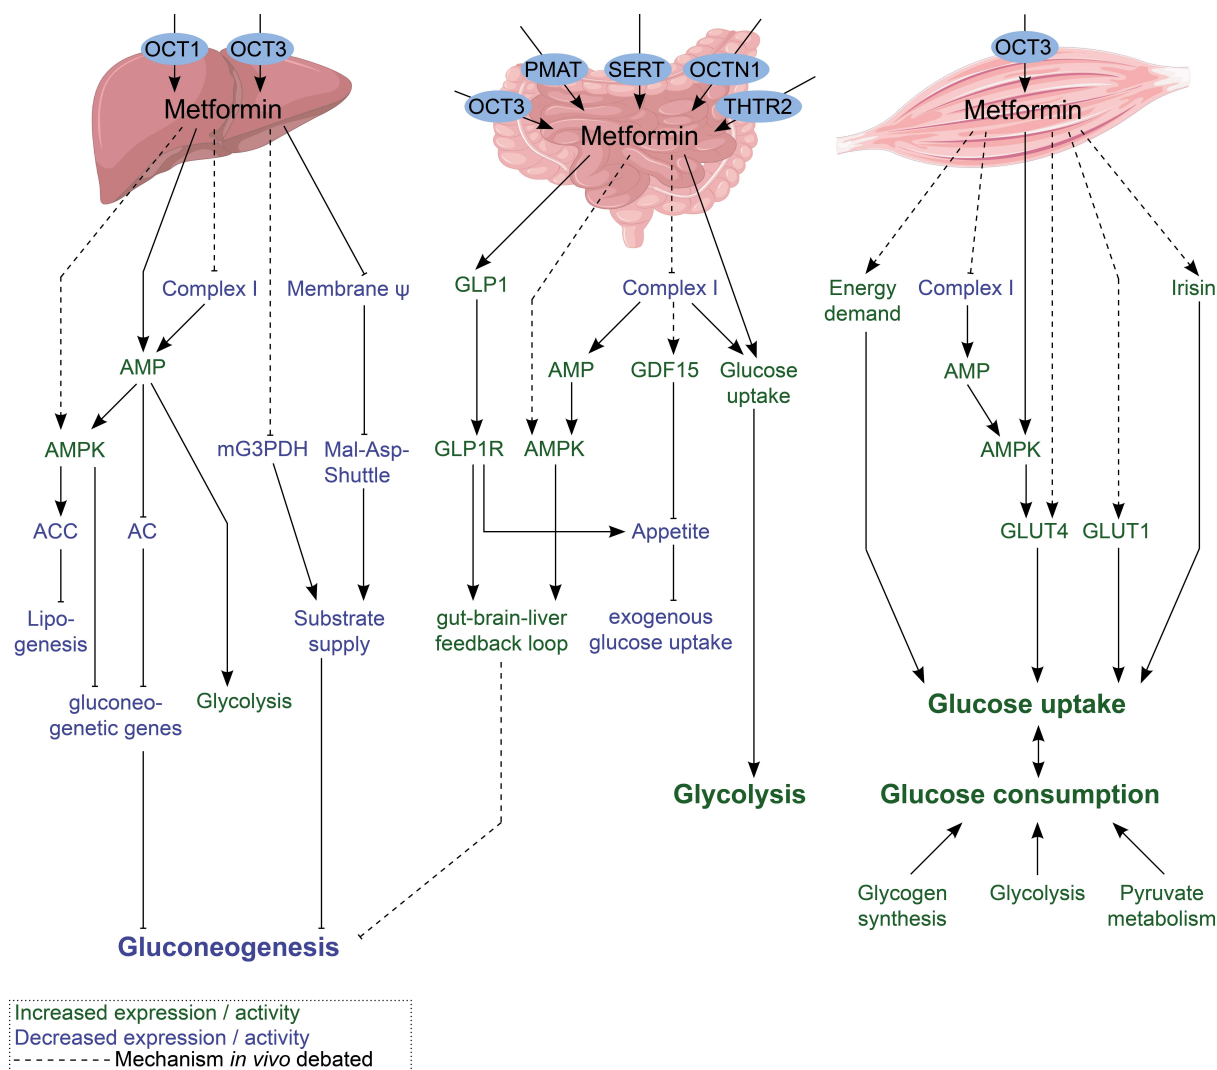 OCT1
OCT3
Metformin
Complex I
Membrane ψ
AMP
AMPK
mG3PDH
Mal-Asp-
Shuttle
ACC
AC
Lipo-
genesis
Substrate
supply
gluconeo-
genetic genes
Glycolysis
Gluconeogenesis
PMAT
SERT
OCTN1
OCT3
THTR2
Metformin
GLP1
Complex I
AMP
GDF15
Glucose
uptake
GLP1R
AMPK
Appetite
gut-brain-liver
feedback loop
exogenous
glucose uptake
Glycolysis
OCT3
Metformin
Energy
demand
Complex I
Irisin
AMP
AMPK
GLUT4
GLUT1
Glucose uptake
Glucose consumption
Glycogen
synthesis
Glycolysis
Pyruvate
metabolism
Increased expression / activity
Decreased expression / activity
Mechanism in vivo debated